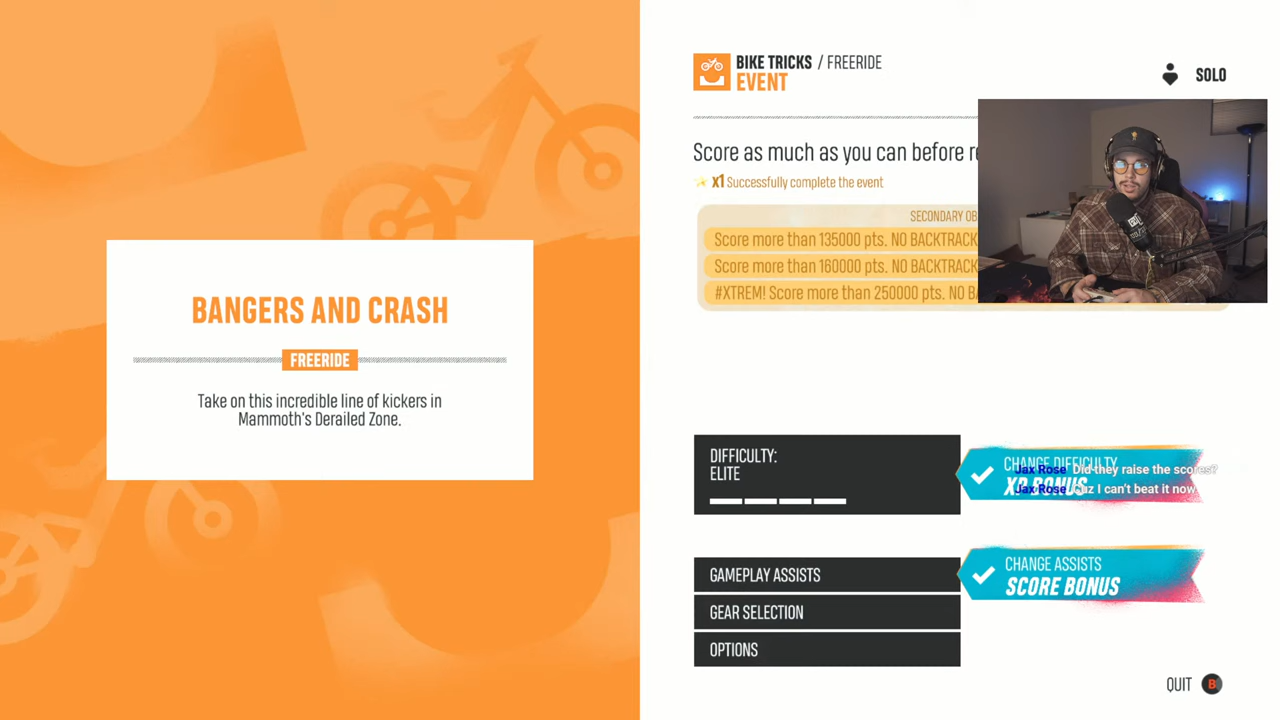 BANGERS AND CRASH
FREERIDE
Take on this incredible line of kickers in
Mammoth's Derailed Zone.
BIKE TRICKS / FREERIDE
EVENT
SOLO
Score as much as you can before
X1 Successfully complete the event
SECONDARY
Score more than 135000 pts. NO BACKTRACK
Score more than 160000 pts. NO BACKTRACK
#XTREM! Score more than 250000 pts. NO
DIFFICULTY:
ELITE
CHANGE DIFFICULTY
XP BONUS
Jax Rose Did they raise the scores?
Jax Rose Cuz I can't beat it now
GAMEPLAY ASSISTS
CHANGE ASSISTS
SCORE BONUS
GEAR SELECTION
OPTIONS
QUIT B